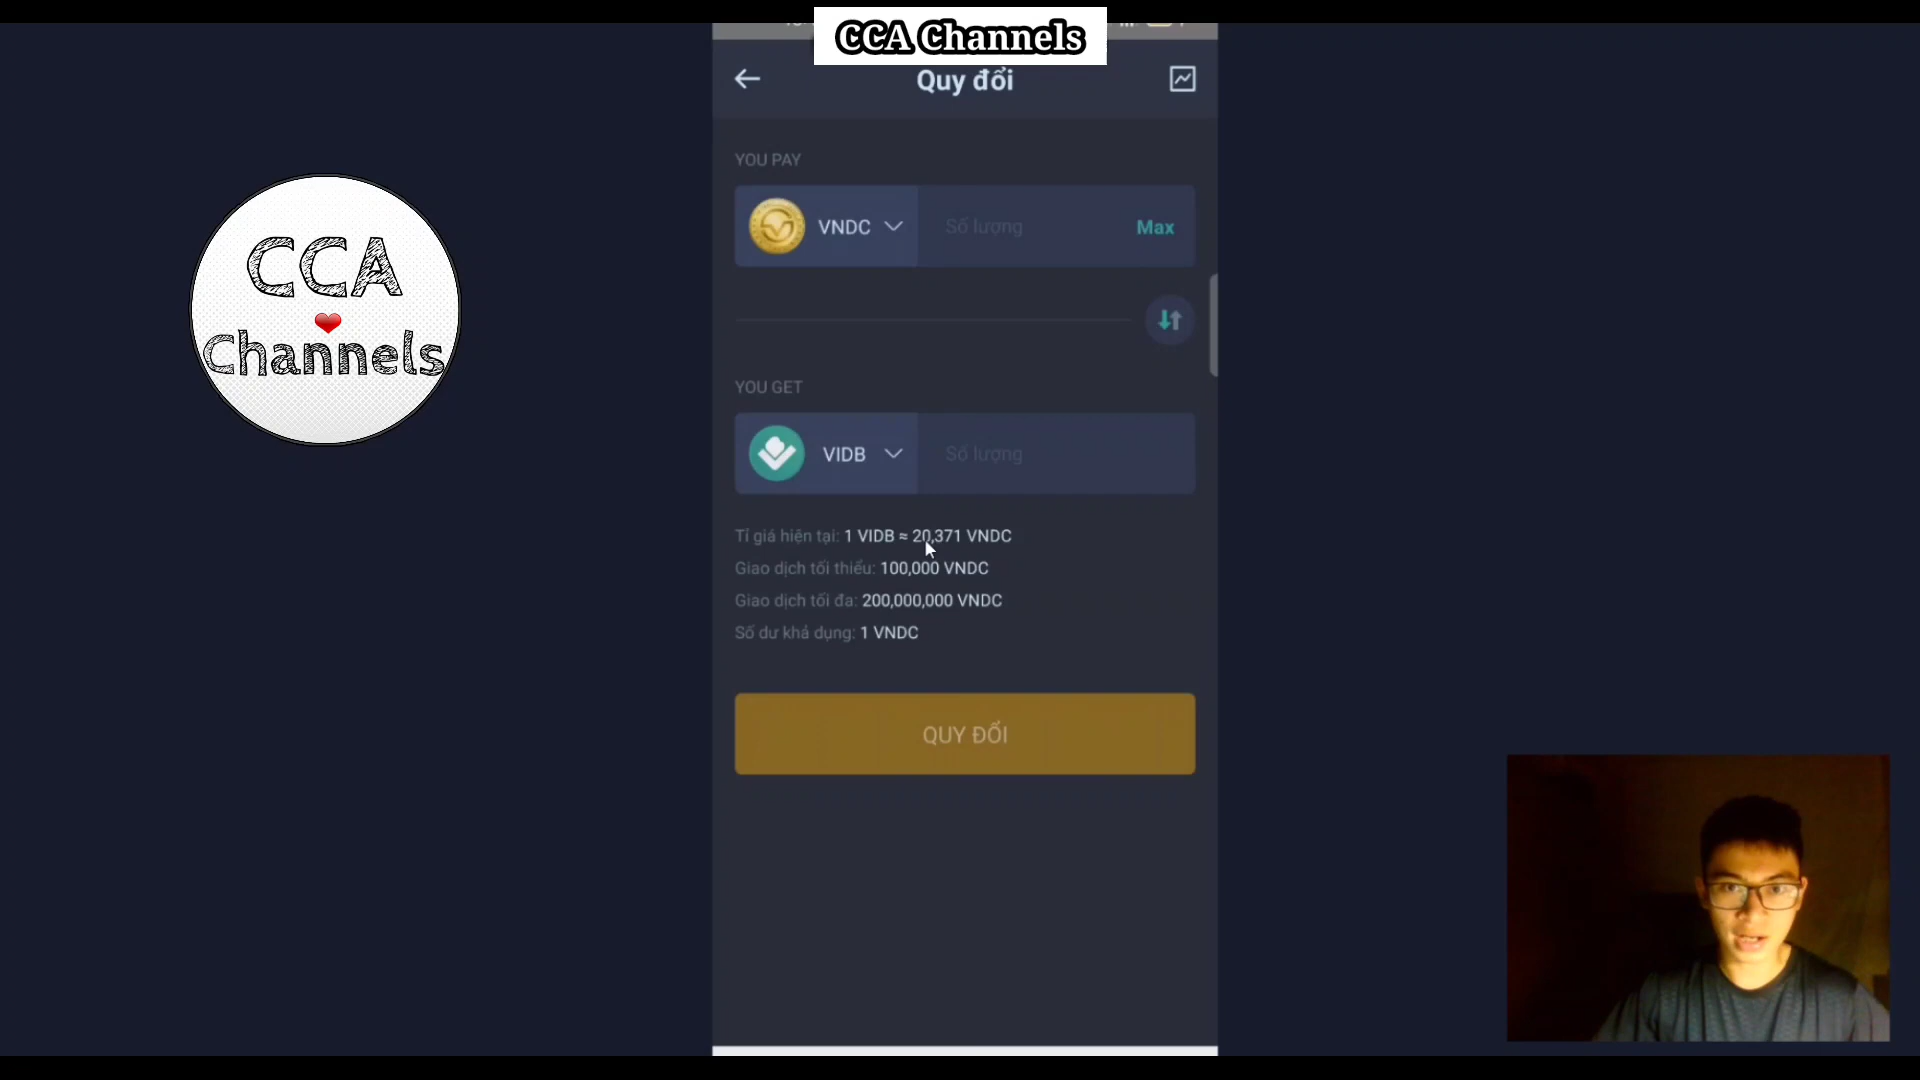 CCA Channels
Quy đổi
YOU PAY
VNDC
Số lượng
Max
CCA
Channels
YOU GET
VIDB
Số lượng
Tỉ giá hiện tại: 1 VIDB ≈ 20,371 VNDC
Giao dịch tối thiểu: 100,000 VNDC
Giao dịch tối đa: 200,000,000 VNDC
Số dư khả dụng: 1 VNDC
QUY ĐỔI